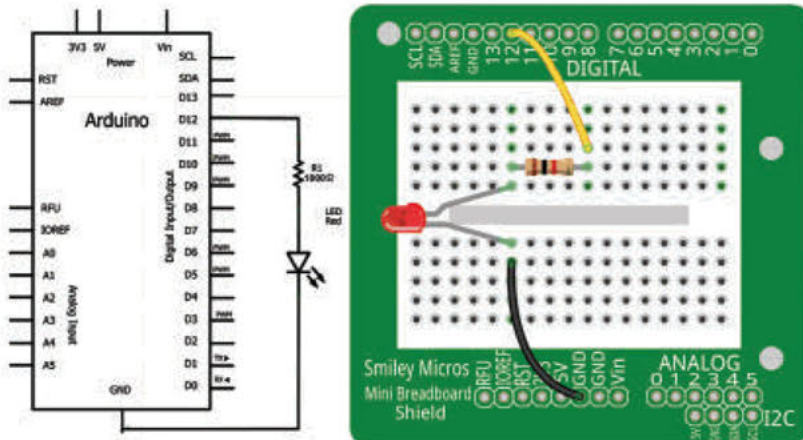 3V3 5V Vin
Power
RST
AREF
Arduino
RFU
IOREF
A0
A1
A2
A3
A4
A5
Analog Input
Digital Input/Output
GND
SCL
SDA
D13
D12
D11 PWM
D10 PWM
D9 PWM
D8
D7
D6 PWM
D5 PWM
D4
D3 PWM
D2
D1 TX
D0 RX
R1
1000Ω
LED
Red
SCL SDA AREF GND 13 12 11 10 9 8 7 6 5 4 3 2 1 0
DIGITAL
Smiley Micros
Mini Breadboard
Shield
RFU IOREF RST 5V GND GND Vin
ANALOG
0 1 2 3 4 5
I2C